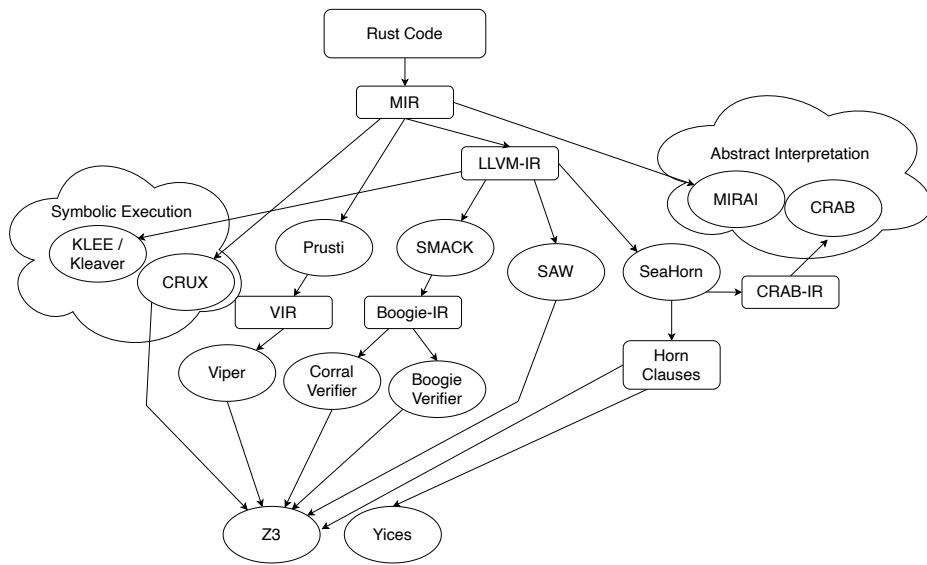 Rust Code
MIR
LLVM-IR
Abstract Interpretation
MIRAI
CRAB
Symbolic Execution
KLEE /
Kleaver
CRUX
Prusti
SMACK
SAW
SeaHorn
CRAB-IR
VIR
Boogie-IR
Viper
Corral
Verifier
Boogie
Verifier
Horn
Clauses
Z3
Yices